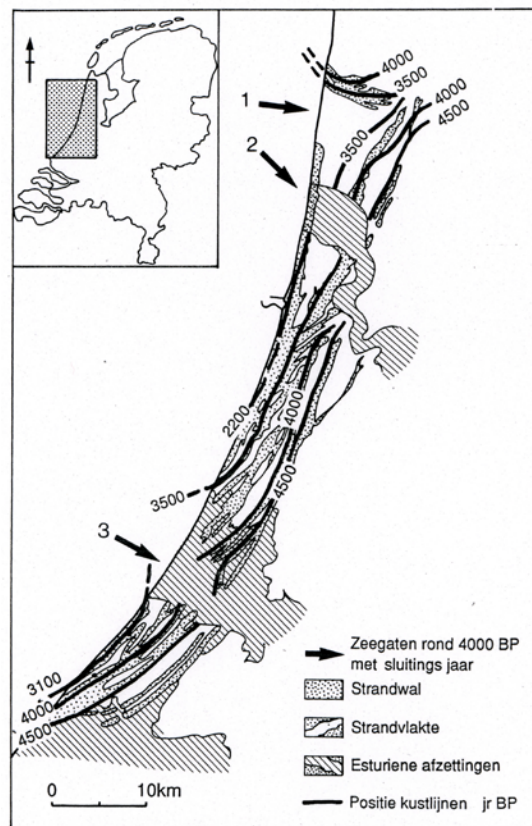 4000
3500
4000
1
4500
3500
2
2200
4000
4500
3500
3
3100
4000
4500
Zeegaten rond 4000 BP
met sluitings jaar
Strandwal
Strandvlakte
Esturiene afzettingen
Positie kustlijnen jr BP
0 10km